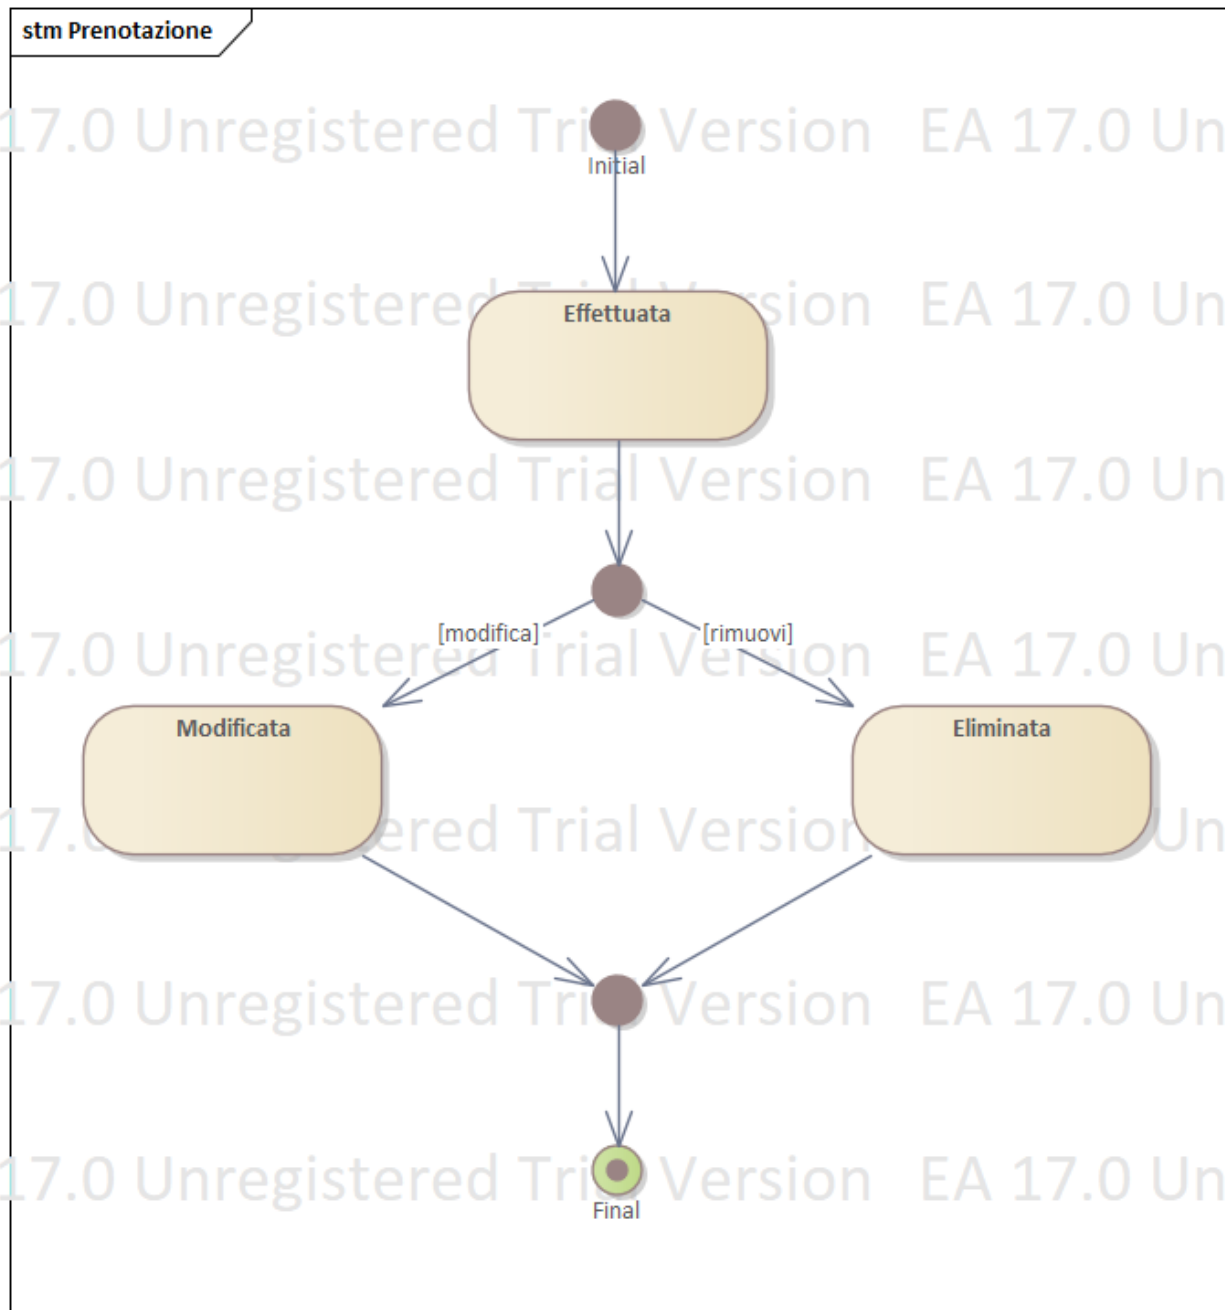 stm Prenotazione
17.0 Unregistered Trial Version EA 17.0 Un
Initial
17.0 Unregistered Trial Version EA 17.0 Un
Effettuata
17.0 Unregistered Trial Version EA 17.0 Un
[modifica] [rimuovi]
17.0 Unregistered Trial Version EA 17.0 Un
Modificata Eliminata
17.0 Unregistered Trial Version EA 17.0 Un
17.0 Unregistered Trial Version EA 17.0 Un
17.0 Unregistered Trial Version EA 17.0 Un
Final